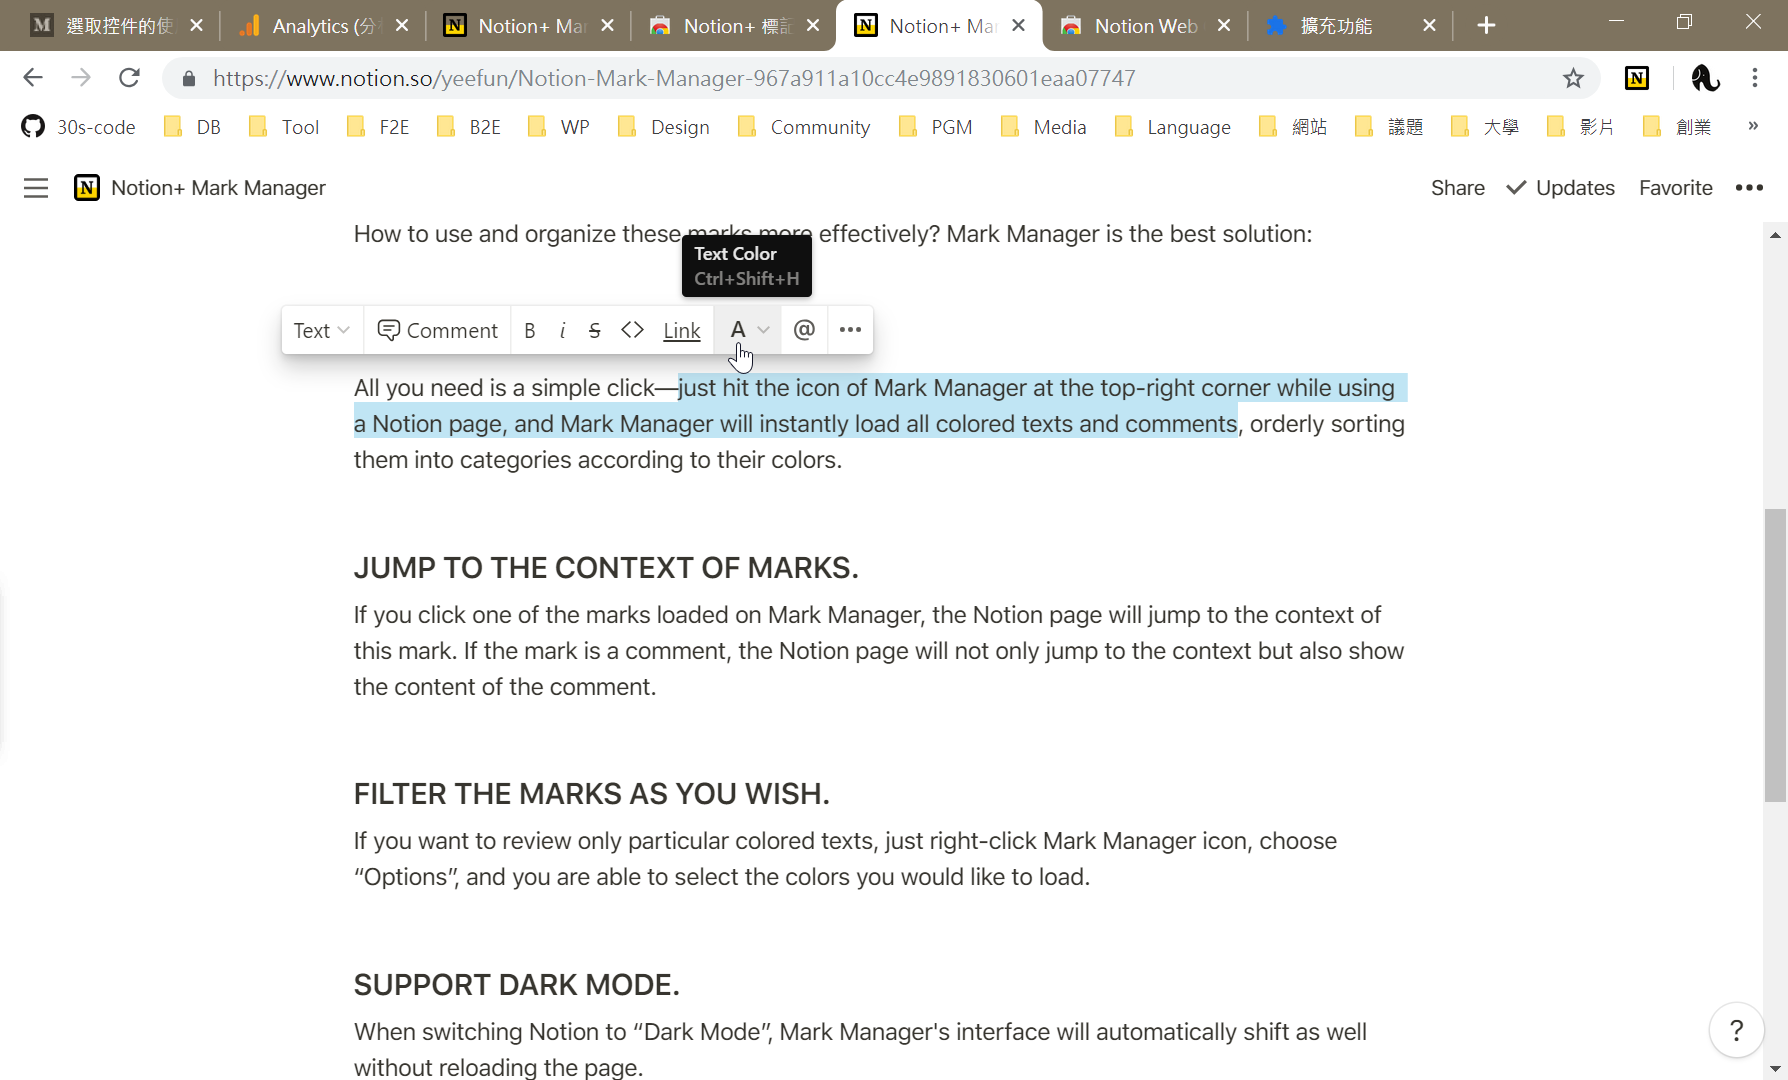 選取控件的使
Analytics (分析
Notion+ Mar
Notion+ 標記
Notion+ Mar
Notion Web
擴充功能
https://www.notion.so/yeefun/Notion-Mark-Manager-967a911a10cc4e9891830601eaa07747
30s-code DB Tool F2E B2E WP Design Community PGM Media Language 網站 議題 大學 影片 創業 »
Notion+ Mark Manager
Share Updates Favorite •••
How to use and organize these marks more effectively? Mark Manager is the best solution:
Text Color
Ctrl+Shift+H
Text Comment B i S <> Link A @ •••
All you need is a simple click—just hit the icon of Mark Manager at the top-right corner while using
a Notion page, and Mark Manager will instantly load all colored texts and comments, orderly sorting
them into categories according to their colors.
JUMP TO THE CONTEXT OF MARKS.
If you click one of the marks loaded on Mark Manager, the Notion page will jump to the context of
this mark. If the mark is a comment, the Notion page will not only jump to the context but also show
the content of the comment.
FILTER THE MARKS AS YOU WISH.
If you want to review only particular colored texts, just right-click Mark Manager icon, choose
“Options”, and you are able to select the colors you would like to load.
SUPPORT DARK MODE.
When switching Notion to “Dark Mode”, Mark Manager's interface will automatically shift as well
without reloading the page.
?